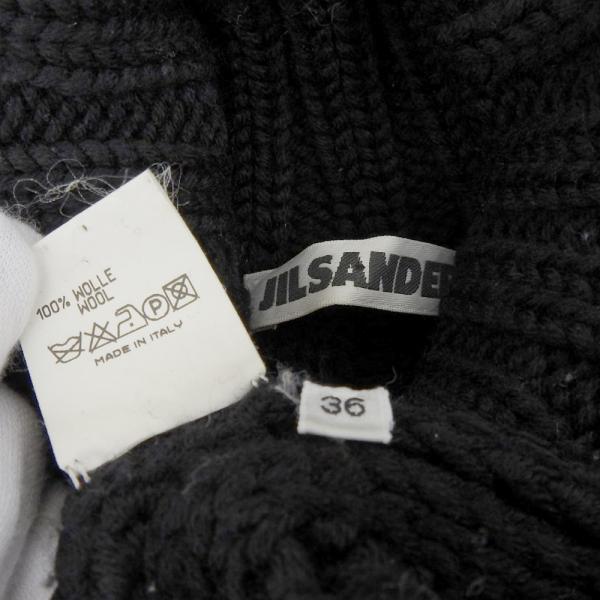 100% WOLLE
WOOL
P
MADE IN ITALY
JILSANDER
36